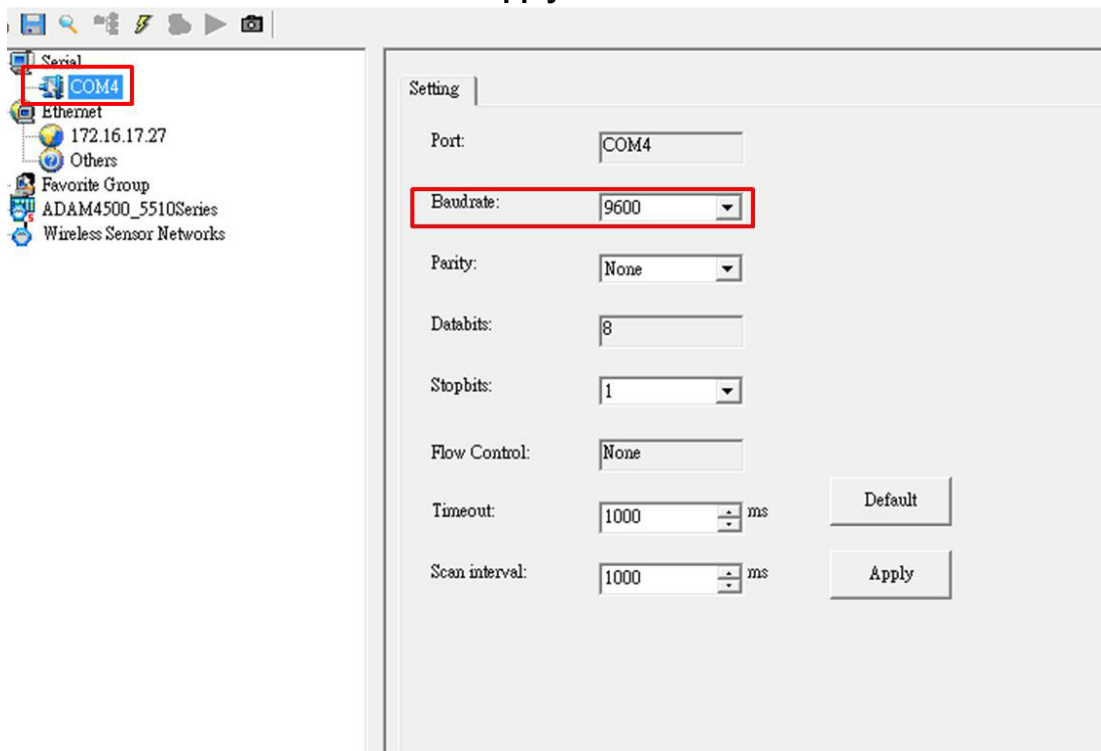 Serial
COM4
Ethernet
172.16.17.27
Others
Favorite Group
ADAM4500_5510Series
Wireless Sensor Networks
Setting
Port: COM4
Baudrate: 9600
Parity: None
Databits: 8
Stopbits: 1
Flow Control: None
Timeout: 1000 ms
Default
Scan interval: 1000 ms
Apply